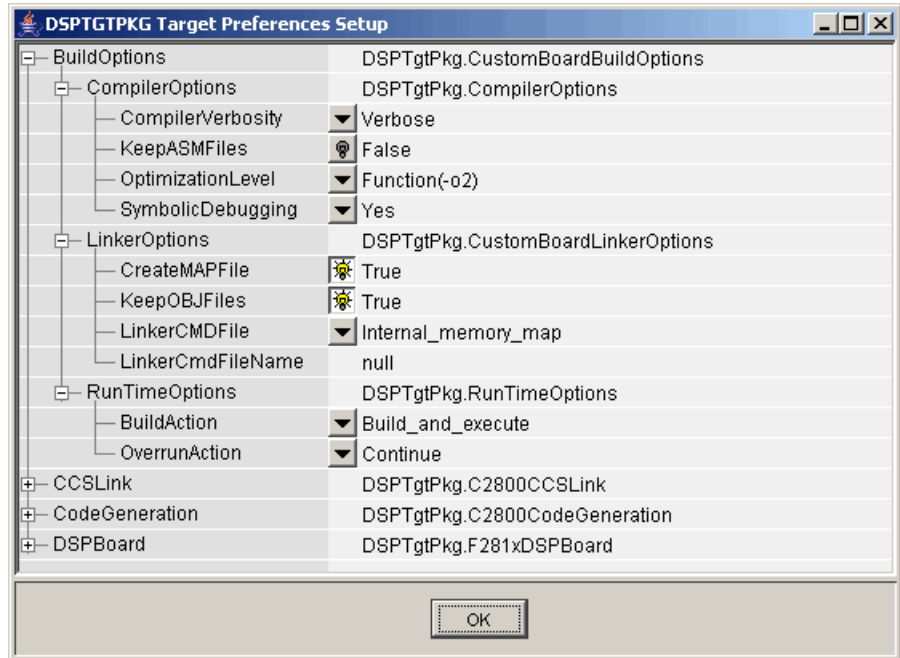 DSPTGTPKG Target Preferences Setup
BuildOptions DSPTgtPkg.CustomBoardBuildOptions
CompilerOptions DSPTgtPkg.CompilerOptions
CompilerVerbosity Verbose
KeepASMFiles False
OptimizationLevel Function(-o2)
SymbolicDebugging Yes
LinkerOptions DSPTgtPkg.CustomBoardLinkerOptions
CreateMAPFile True
KeepOBJFiles True
LinkerCMDFile Internal_memory_map
LinkerCmdFileName null
RunTimeOptions DSPTgtPkg.RunTimeOptions
BuildAction Build_and_execute
OverrunAction Continue
CCSLink DSPTgtPkg.C2800CCSLink
CodeGeneration DSPTgtPkg.C2800CodeGeneration
DSPBoard DSPTgtPkg.F281xDSPBoard
OK